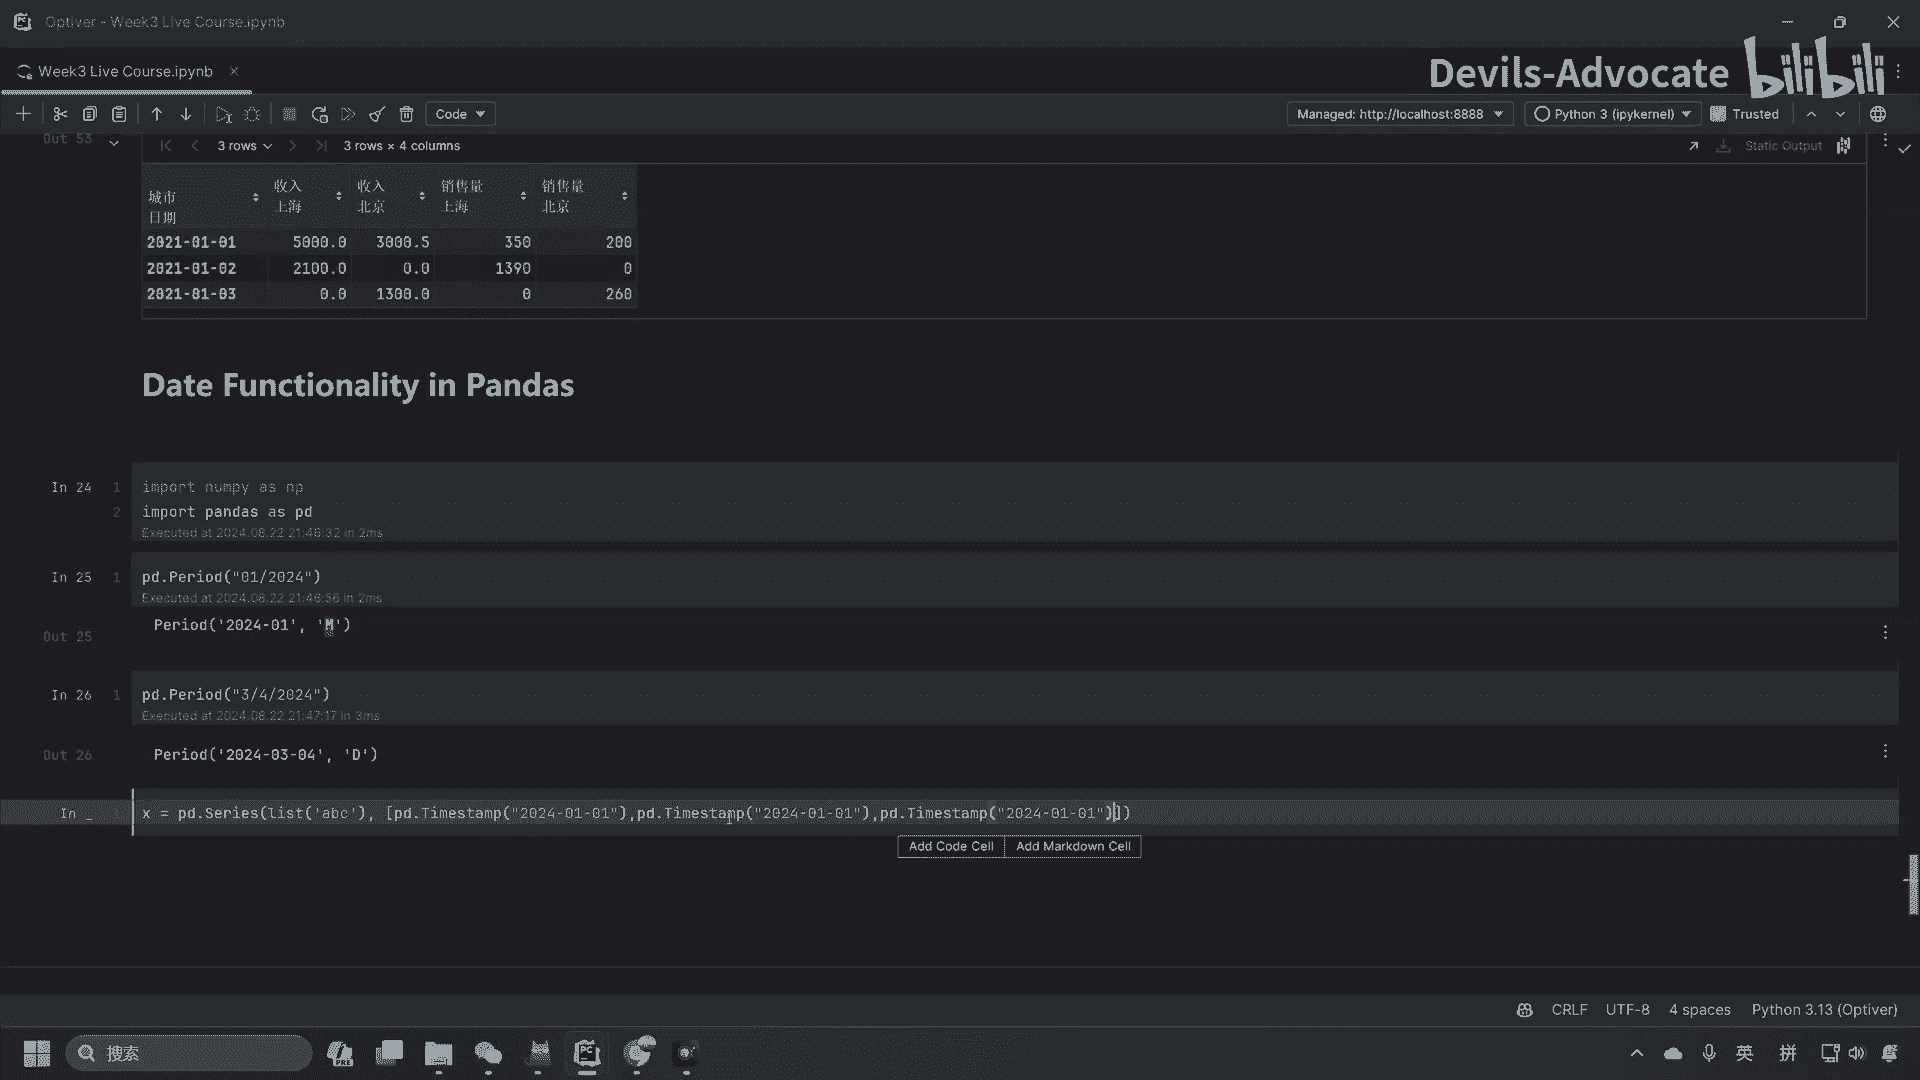 Optiver - Week3 Live Course.ipynb
Week3 Live Course.ipynb
Devils-Advocate bilibili
Code
Managed: http://localhost:8888 Python 3 (ipykernel) Trusted
Out 53 3 rows 3 rows × 4 columns Static Output
城市 收入 收入 销售量 销售量
日期 上海 北京 上海 北京
2021-01-01 5000.0 3000.5 350 200
2021-01-02 2100.0 0.0 1390 0
2021-01-03 0.0 1300.0 0 260
Date Functionality in Pandas
In 24 1 import numpy as np
2 import pandas as pd
Executed at 2024.08.22 21:46:32 in 2ms
In 25 1 pd.Period("01/2024")
Executed at 2024.08.22 21:46:56 in 2ms
Period('2024-01', 'M')
Out 25
In 26 1 pd.Period("3/4/2024")
Executed at 2024.08.22 21:47:17 in 3ms
Out 26 Period('2024-03-04', 'D')
In _ x = pd.Series(list('abc'), [pd.Timestamp("2024-01-01"),pd.Timestamp("2024-01-01"),pd.Timestamp("2024-01-01")])
Add Code Cell Add Markdown Cell
CRLF UTF-8 4 spaces Python 3.13 (Optiver)
搜索 PRE PC 英 拼